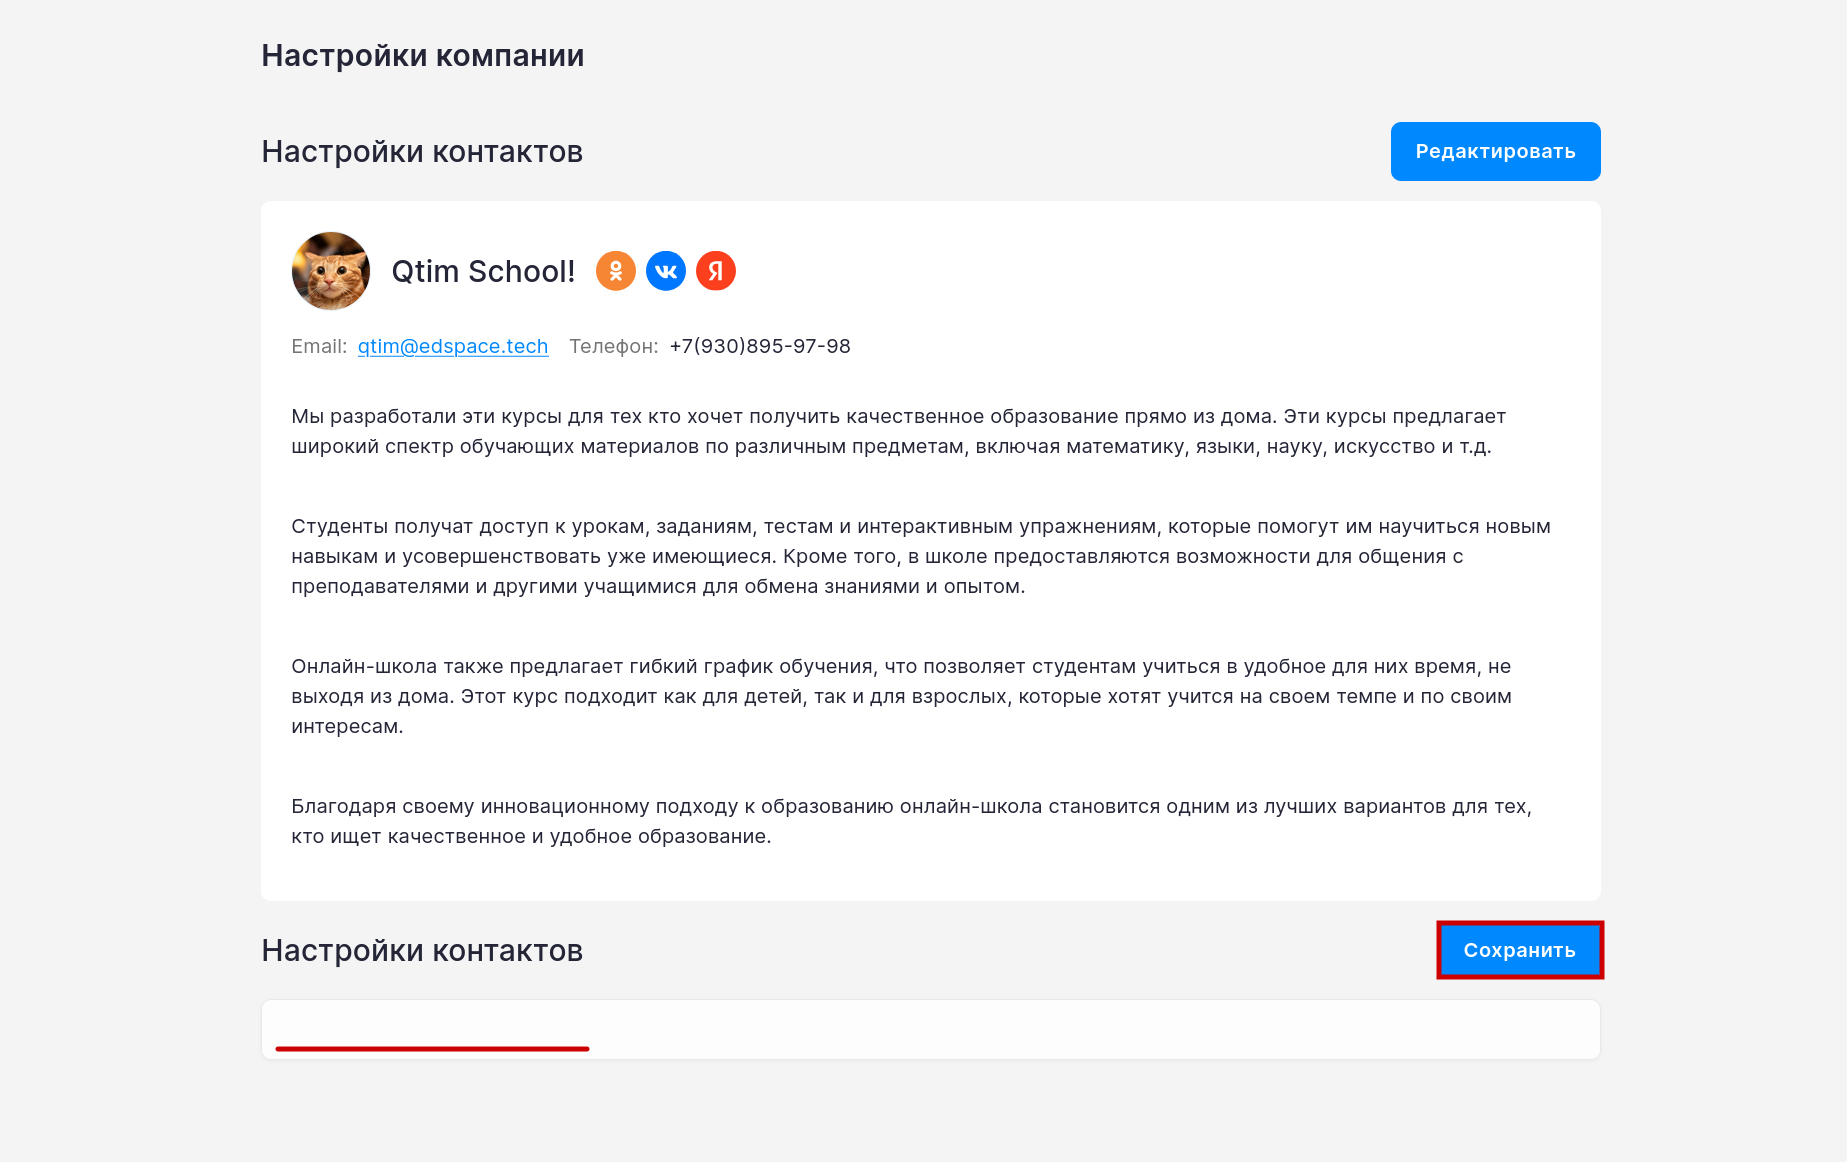 Настройки компании
Настройки контактов
Редактировать
Qtim School!
Я
Email: qtim@edspace.tech Телефон: +7(930)895-97-98
Мы разработали эти курсы для тех кто хочет получить качественное образование прямо из дома. Эти курсы предлагает
широкий спектр обучающих материалов по различным предметам, включая математику, языки, науку, искусство и т.д.
Студенты получат доступ к урокам, заданиям, тестам и интерактивным упражнениям, которые помогут им научиться новым
навыкам и усовершенствовать уже имеющиеся. Кроме того, в школе предоставляются возможности для общения с
преподавателями и другими учащимися для обмена знаниями и опытом.
Онлайн-школа также предлагает гибкий график обучения, что позволяет студентам учиться в удобное для них время, не
выходя из дома. Этот курс подходит как для детей, так и для взрослых, которые хотят учится на своем темпе и по своим
интересам.
Благодаря своему инновационному подходу к образованию онлайн-школа становится одним из лучших вариантов для тех,
кто ищет качественное и удобное образование.
Настройки контактов
Сохранить